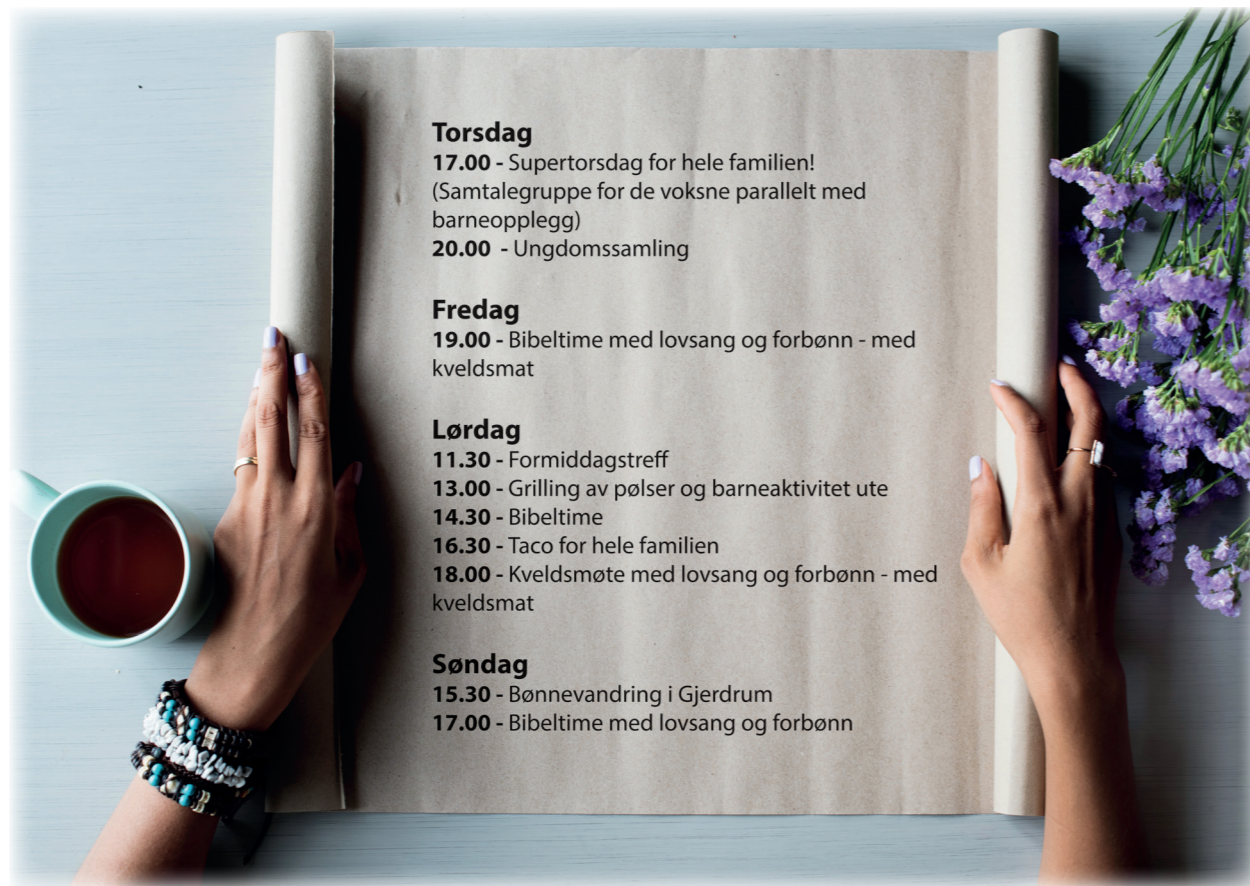 Torsdag
17.00 - Supertorsdag for hele familien!
(Samtalegruppe for de voksne parallelt med
barneopplegg)
20.00  - Ungdomssamling
Fredag
19.00 - Bibeltime med lovsang og forbønn - med
kveldsmat
Lørdag
11.30 - Formiddagstreff
13.00 - Grilling av pølser og barneaktivitet ute
14.30 - Bibeltime
16.30 - Taco for hele familien
18.00 - Kveldsmøte med lovsang og forbønn - med
kveldsmat
Søndag
15.30 - Bønnevandring i Gjerdrum
17.00 - Bibeltime med lovsang og forbønn